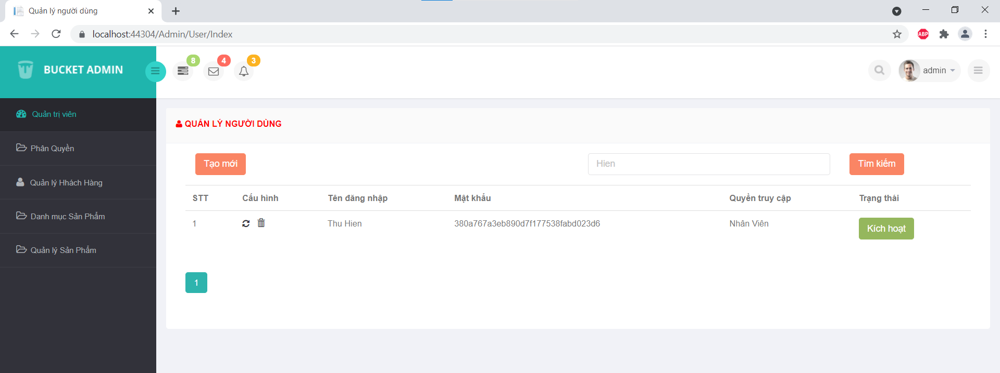 Quản lý người dùng
localhost:44304/Admin/User/Index
ABP
BUCKET ADMIN
8
4
3
admin
Quản trị viên
Phân Quyền
Quản lý Hhách Hàng
Danh mục Sản Phẩm
Quản lý Sản Phẩm
QUẢN LÝ NGƯỜI DÙNG
Tạo mới
Hien
Tìm kiếm
STT Cấu hình Tên đăng nhập Mật khẩu Quyền truy cập Trạng thái
1 Thu Hien 380a767a3eb890d7f177538fabd023d6 Nhân Viên Kích hoạt
1